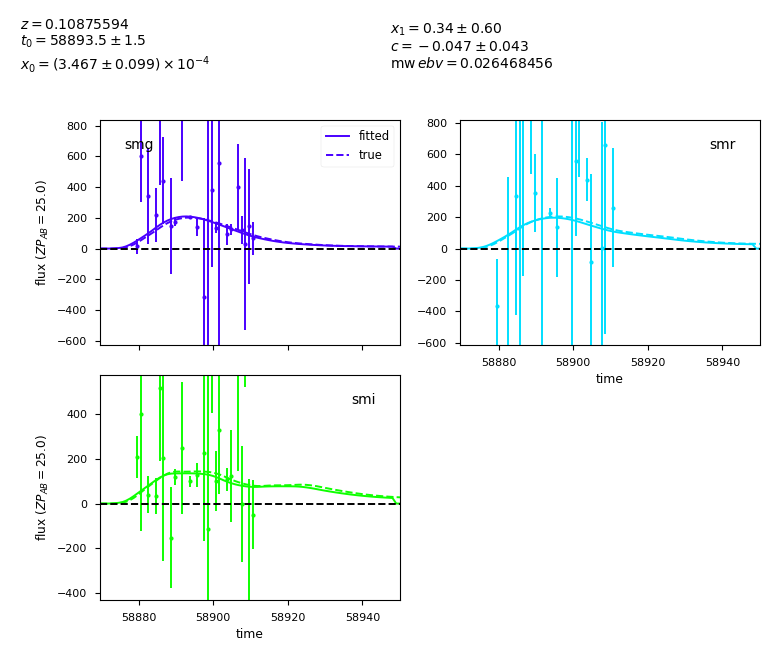 z = 0.10875594
t₀ = 58893.5 ± 1.5
x₀ = (3.467 ± 0.099) × 10⁻⁴
x₁ = 0.34 ± 0.60
c = −0.047 ± 0.043
mw ebv = 0.026468456
smg
fitted
true
800
600
400
200
0
−200
−400
−600
flux (ZP_AB = 25.0)
smr
800
600
400
200
0
−200
−400
−600
58880 58900 58920 58940
time
smi
400
200
0
−200
−400
flux (ZP_AB = 25.0)
58880 58900 58920 58940
time